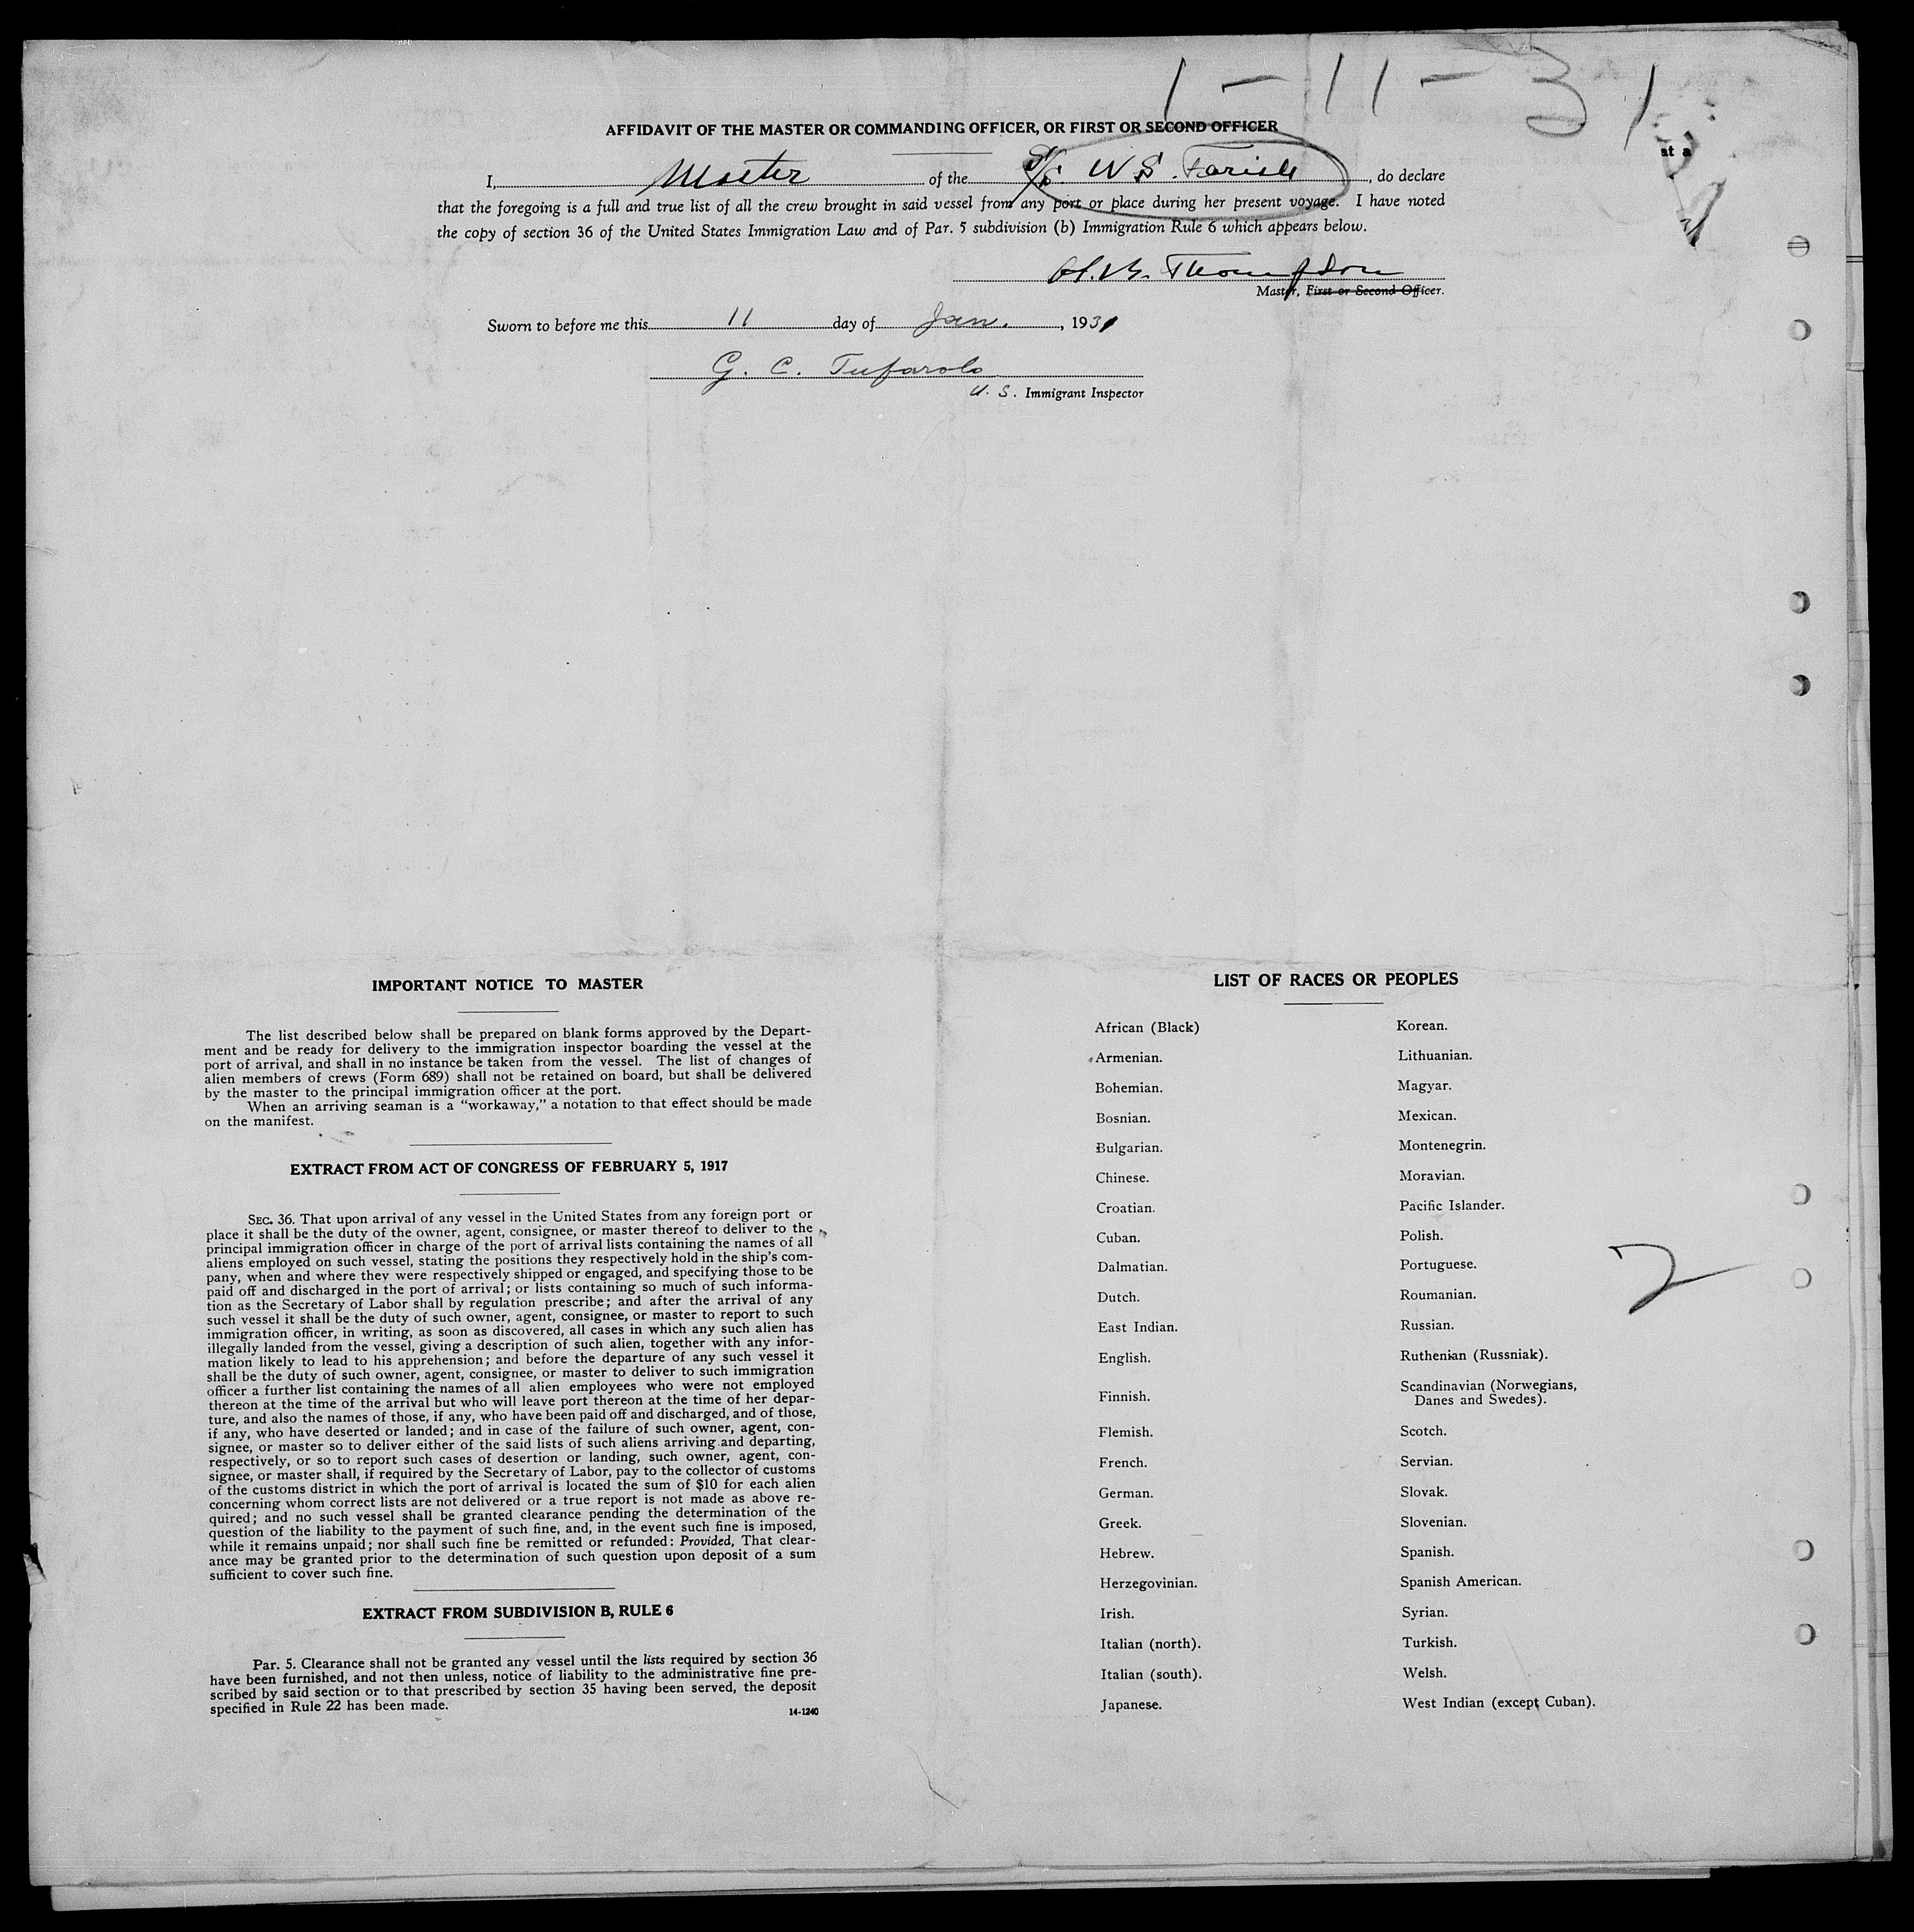 1 - 11 - 31
AFFIDAVIT OF THE MASTER OR COMMANDING OFFICER, OR FIRST OR SECOND OFFICER
at a
I, Master of the S/S. W S. Farish, do declare
that the foregoing is a full and true list of all the crew brought in said vessel from any port or place during her present voyage. I have noted
the copy of section 36 of the United States Immigration Law and of Par. 5 subdivision (b) Immigration Rule 6 which appears below.
Thompson
Master, First or Second Officer.
Sworn to before me this 11 day of Jan., 1931
G. C. Tufarolo
U. S. Immigrant Inspector
IMPORTANT NOTICE TO MASTER
The list described below shall be prepared on blank forms approved by the Depart-
ment and be ready for delivery to the immigration inspector boarding the vessel at the
port of arrival, and shall in no instance be taken from the vessel. The list of changes of
alien members of crews (Form 689) shall not be retained on board, but shall be delivered
by the master to the principal immigration officer at the port.
When an arriving seaman is a “workaway,” a notation to that effect should be made
on the manifest.
EXTRACT FROM ACT OF CONGRESS OF FEBRUARY 5, 1917
SEC. 36. That upon arrival of any vessel in the United States from any foreign port or
place it shall be the duty of the owner, agent, consignee, or master thereof to deliver to the
principal immigration officer in charge of the port of arrival lists containing the names of all
aliens employed on such vessel, stating the positions they respectively hold in the ship's com-
pany, when and where they were respectively shipped or engaged, and specifying those to be
paid off and discharged in the port of arrival; or lists containing so much of such informa-
tion as the Secretary of Labor shall by regulation prescribe; and after the arrival of any
such vessel it shall be the duty of such owner, agent, consignee, or master to report to such
immigration officer, in writing, as soon as discovered, all cases in which any such alien has
illegally landed from the vessel, giving a description of such alien, together with any infor-
mation likely to lead to his apprehension; and before the departure of any such vessel it
shall be the duty of such owner, agent, consignee, or master to deliver to such immigration
officer a further list containing the names of all alien employees who were not employed
thereon at the time of the arrival but who will leave port thereon at the time of her depar-
ture, and also the names of those, if any, who have been paid off and discharged, and of those,
if any, who have deserted or landed; and in case of the failure of such owner, agent, con-
signee, or master so to deliver either of the said lists of such aliens arriving and departing,
respectively, or so to report such cases of desertion or landing, such owner, agent, con-
signee, or master shall, if required by the Secretary of Labor, pay to the collector of customs
of the customs district in which the port of arrival is located the sum of $10 for each alien
concerning whom correct lists are not delivered or a true report is not made as above re-
quired; and no such vessel shall be granted clearance pending the determination of the
question of the liability to the payment of such fine, and, in the event such fine is imposed,
while it remains unpaid; nor shall such fine be remitted or refunded: Provided, That clear-
ance may be granted prior to the determination of such question upon deposit of a sum
sufficient to cover such fine.
EXTRACT FROM SUBDIVISION B, RULE 6
Par. 5. Clearance shall not be granted any vessel until the lists required by section 36
have been furnished, and not then unless, notice of liability to the administrative fine pre-
scribed by said section or to that prescribed by section 35 having been served, the deposit
specified in Rule 22 has been made.
14-1240
LIST OF RACES OR PEOPLES
African (Black)
Armenian.
Bohemian.
Bosnian.
Bulgarian.
Chinese.
Croatian.
Cuban.
Dalmatian.
Dutch.
East Indian.
English.
Finnish.
Flemish.
French.
German.
Greek.
Hebrew.
Herzegovinian.
Irish.
Italian (north).
Italian (south).
Japanese.
Korean.
Lithuanian.
Magyar.
Mexican.
Montenegrin.
Moravian.
Pacific Islander.
Polish.
Portuguese.
Roumanian.
Russian.
Ruthenian (Russniak).
Scandinavian (Norwegians,
Danes and Swedes).
Scotch.
Servian.
Slovak.
Slovenian.
Spanish.
Spanish American.
Syrian.
Turkish.
Welsh.
West Indian (except Cuban).
2